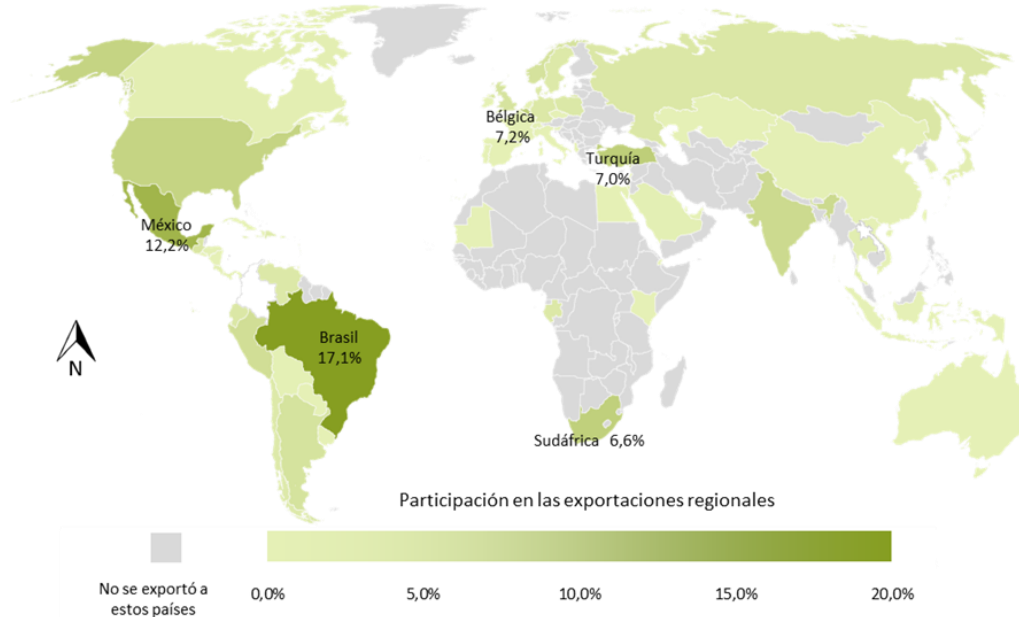 Bélgica
7,2%
Turquía
7,0%
México
12,2%
Brasil
17,1%
N
Sudáfrica 6,6%
Participación en las exportaciones regionales
No se exportó a
estos países
0,0% 5,0% 10,0% 15,0% 20,0%